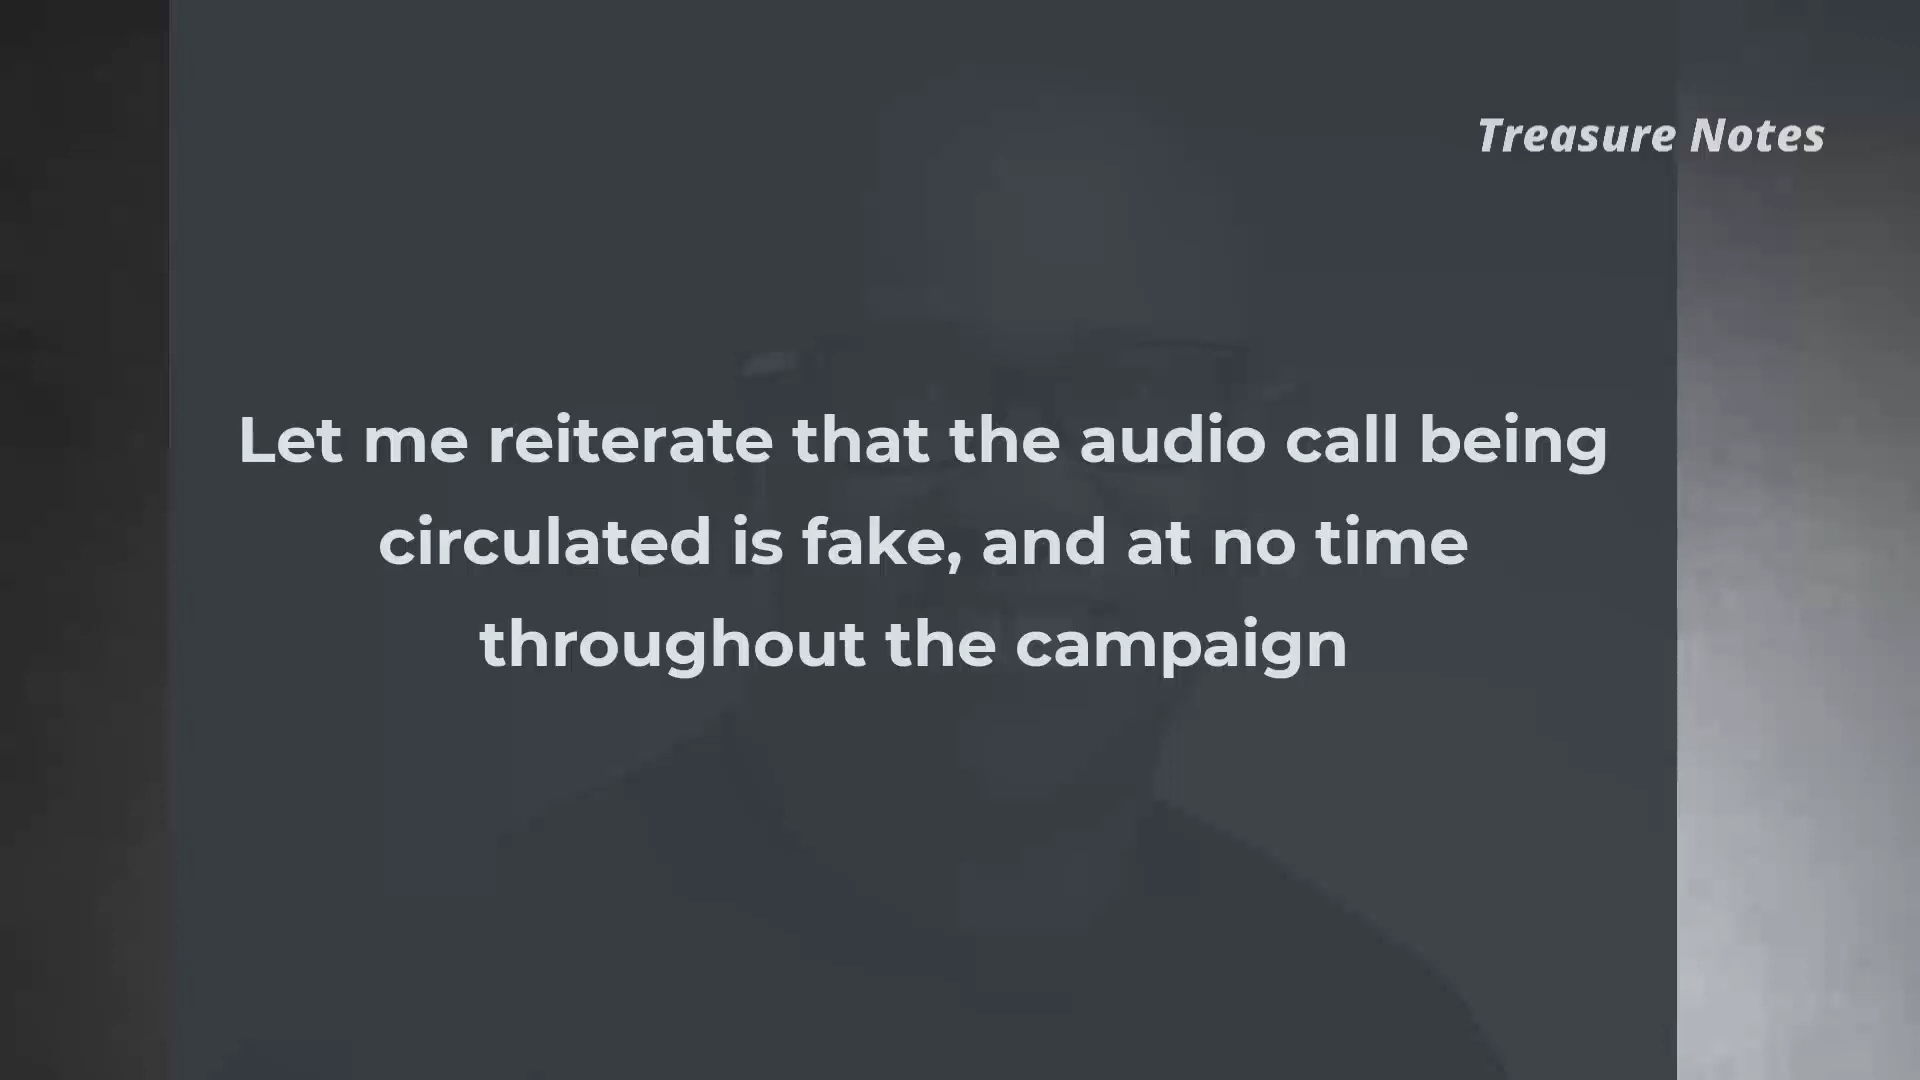 Treasure Notes
Let me reiterate that the audio call being
circulated is fake, and at no time
throughout the campaign